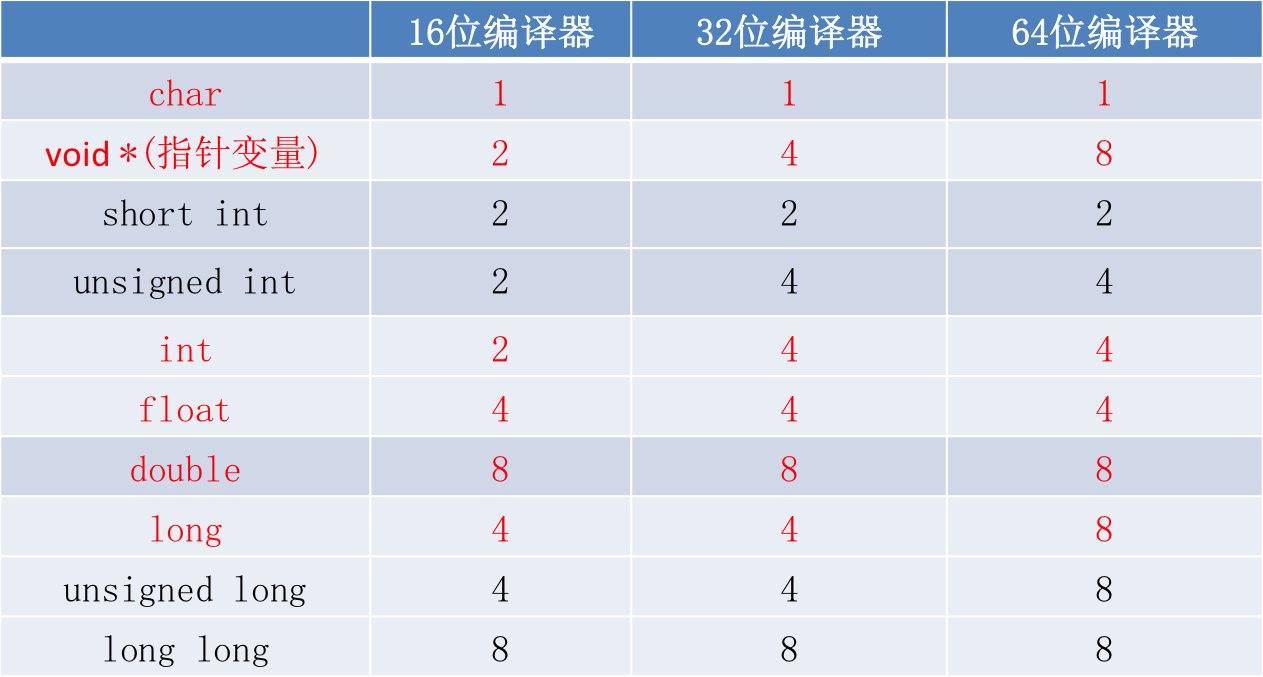 16位编译器 32位编译器 64位编译器
char 1 1 1
void *(指针变量) 2 4 8
short int 2 2 2
unsigned int 2 4 4
int 2 4 4
float 4 4 4
double 8 8 8
long 4 4 8
unsigned long 4 4 8
long long 8 8 8